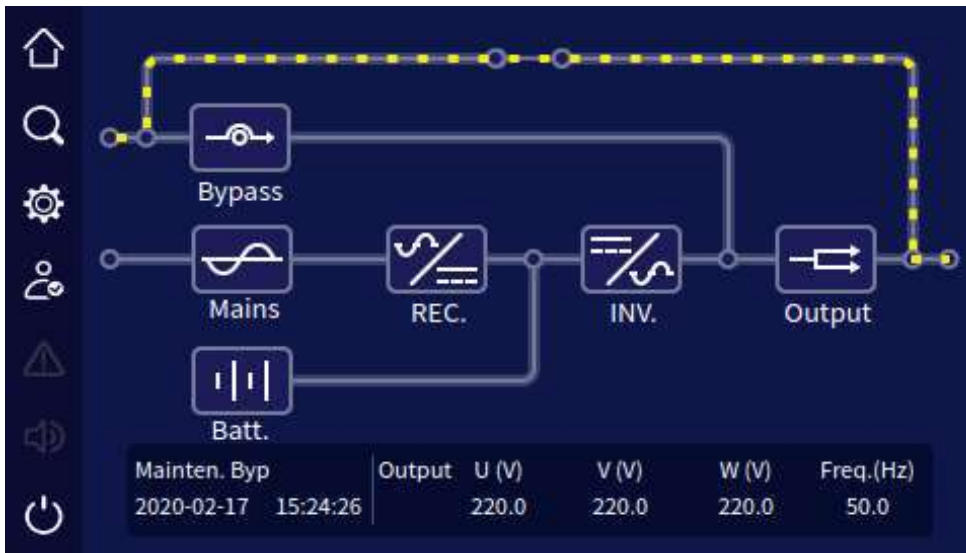 Bypass
Mains
REC.
INV.
Output
Batt.
Mainten. Byp Output U (V) V (V) W (V) Freq.(Hz)
2020-02-17 15:24:26 220.0 220.0 220.0 50.0